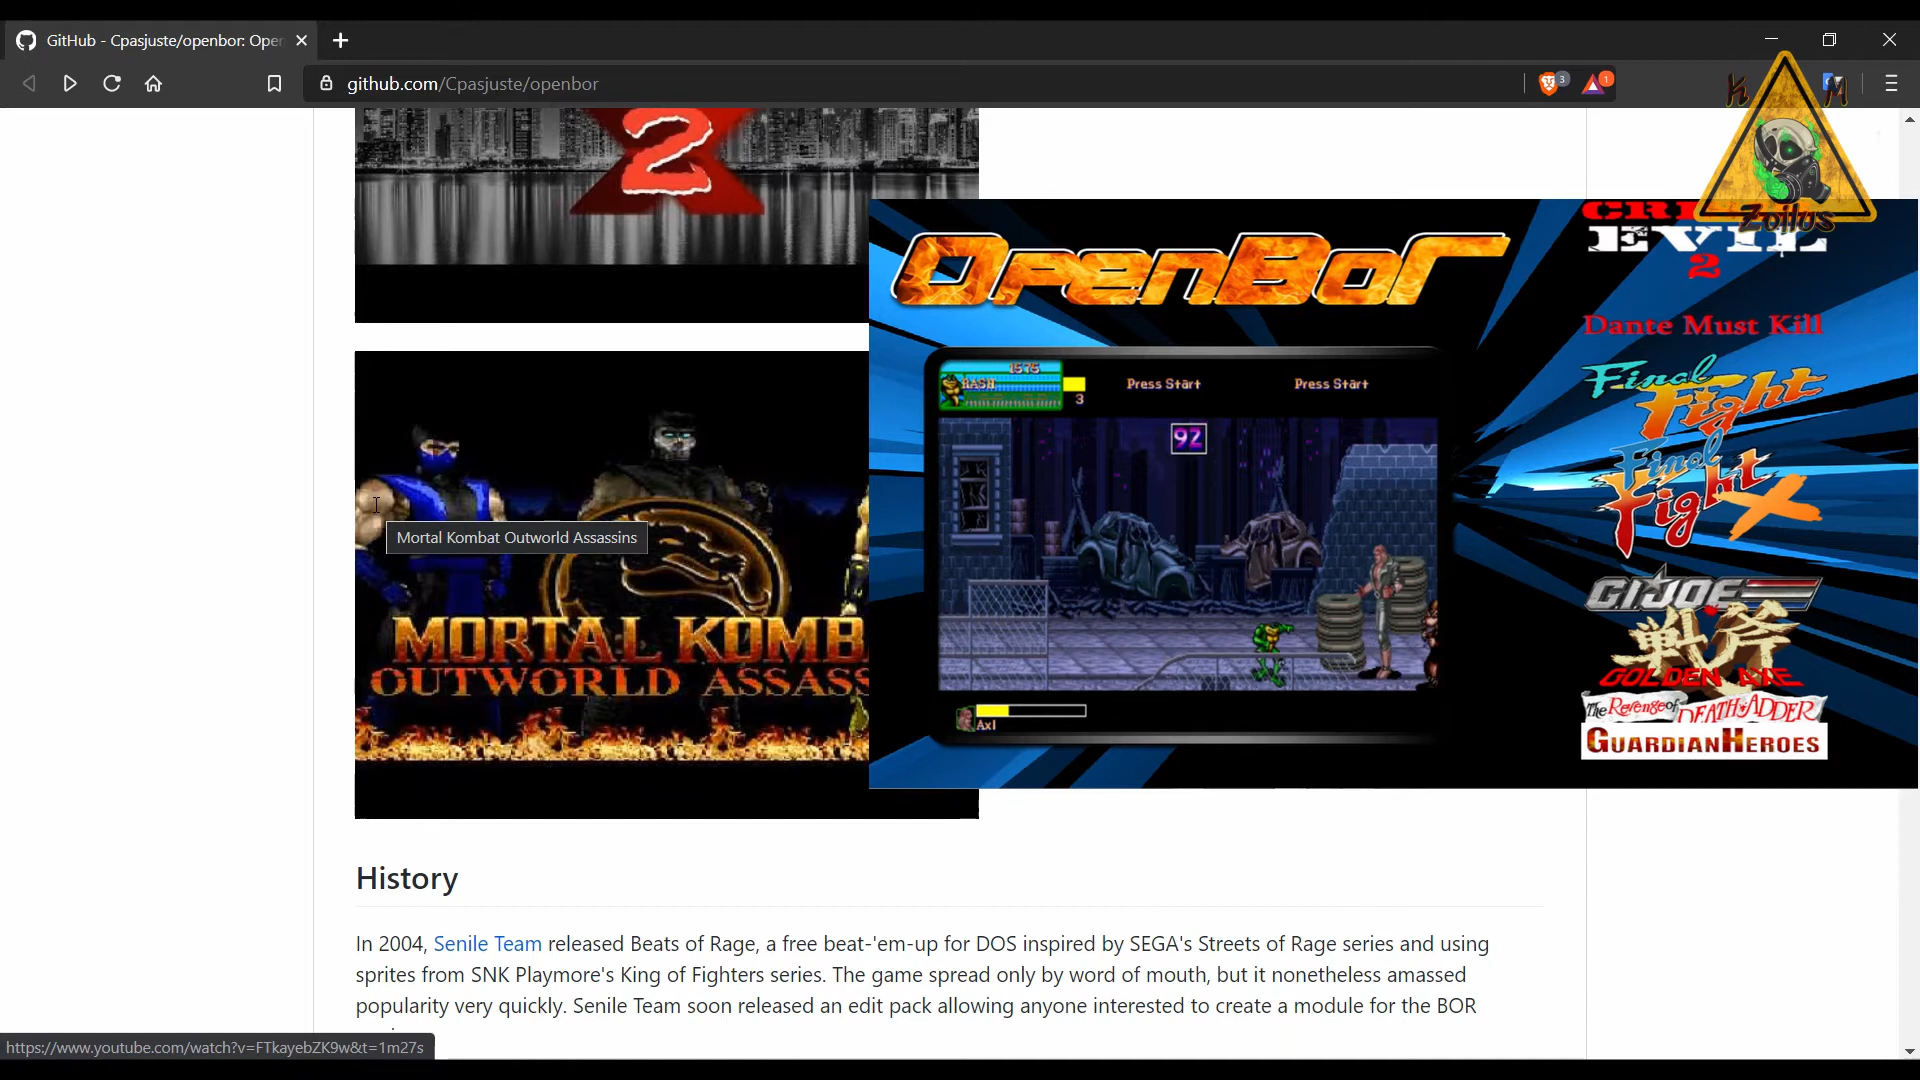 GitHub - Cpasjuste/openbor: Ope
github.com/Cpasjuste/openbor
3
1
K
M
Zoilus
2
OpenBoR
EVIL
2
Dante Must Kill
Final Fight
Final Fight X
GI JOE
戦斧
GOLDEN AXE
The Revenge of DEATH ADDER
GUARDIAN HEROES
1575
RASH
3
Press Start
Press Start
92
Axl
Mortal Kombat Outworld Assassins
MORTAL KOMB
OUTWORLD ASSASS
History
In 2004, Senile Team released Beats of Rage, a free beat-'em-up for DOS inspired by SEGA's Streets of Rage series and using
sprites from SNK Playmore's King of Fighters series. The game spread only by word of mouth, but it nonetheless amassed
popularity very quickly. Senile Team soon released an edit pack allowing anyone interested to create a module for the BOR
https://www.youtube.com/watch?v=FTkayebZK9w&t=1m27s